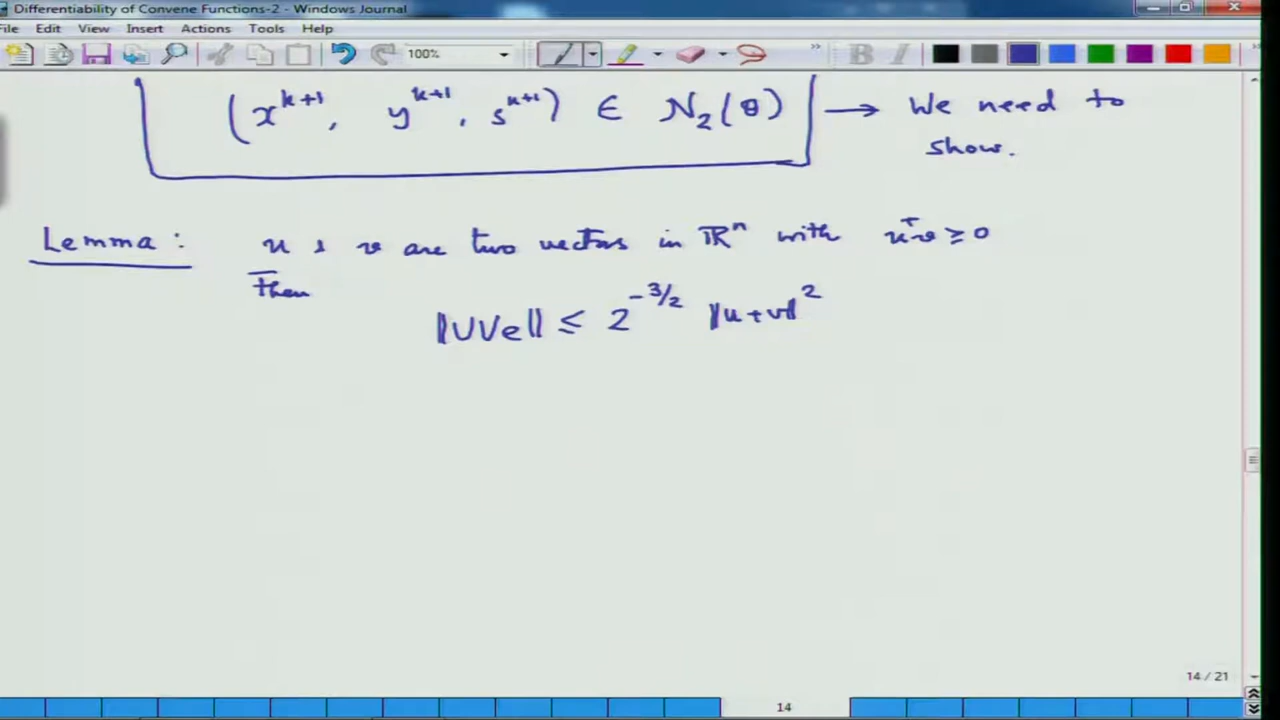 Differentiability of Convene Functions-2 - Windows Journal
File Edit View Insert Actions Tools Help
100%
(x^{k+1}, y^{k+1}, s^{k+1}) ∈ N_2(θ) → We need to
show.
Lemma: u & v are two vectors in ℝ^n with u^T v ≥ 0
Then
‖UVe‖ ≤ 2^{-3/2} ‖u+v‖^2
14 / 21
14